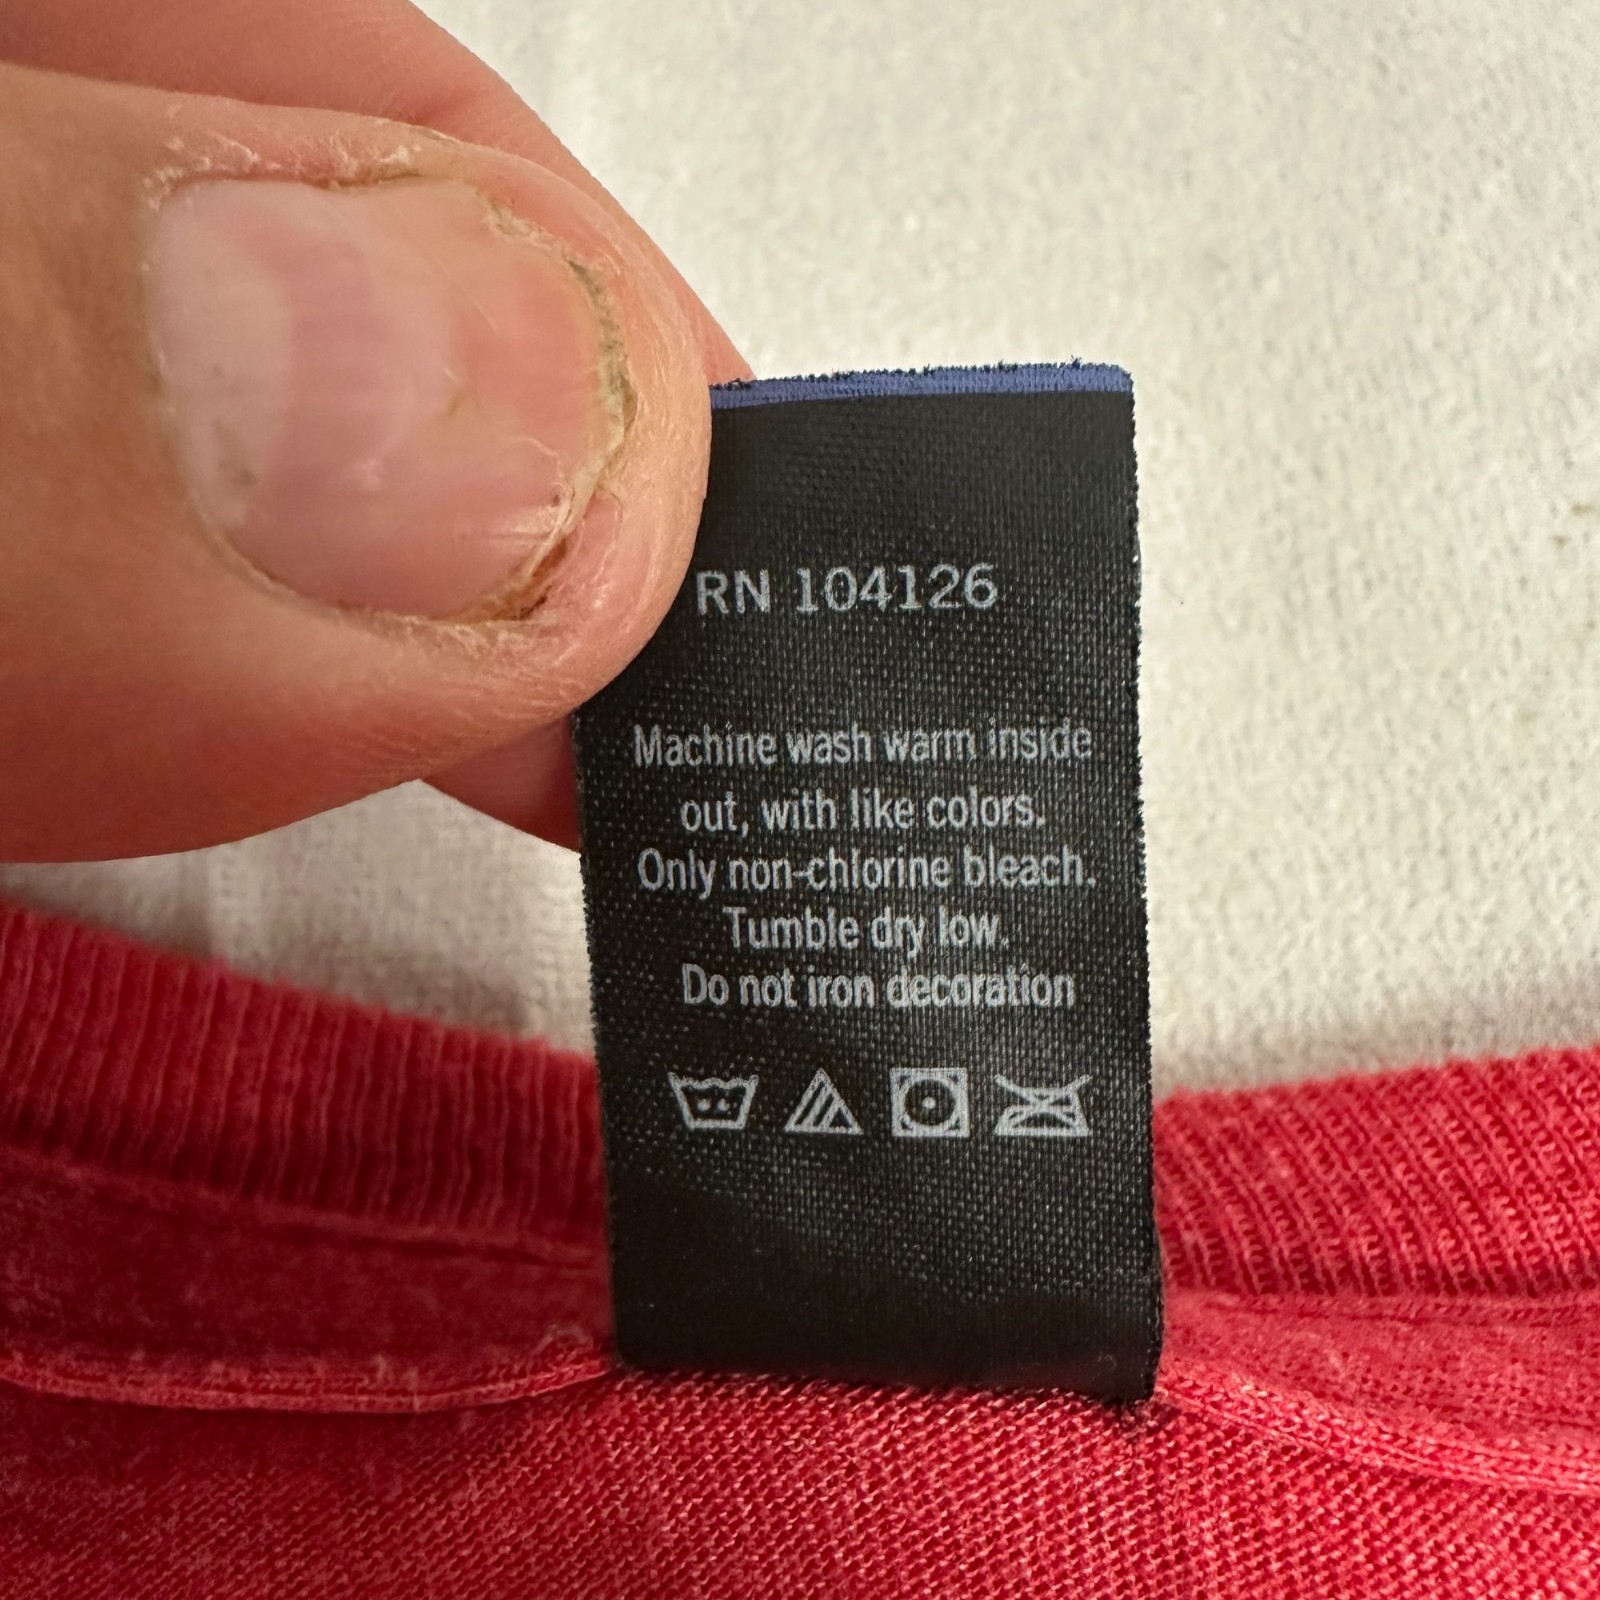 RN 104126
Machine wash warm inside
out, with like colors.
Only non-chlorine bleach.
Tumble dry low.
Do not iron decoration